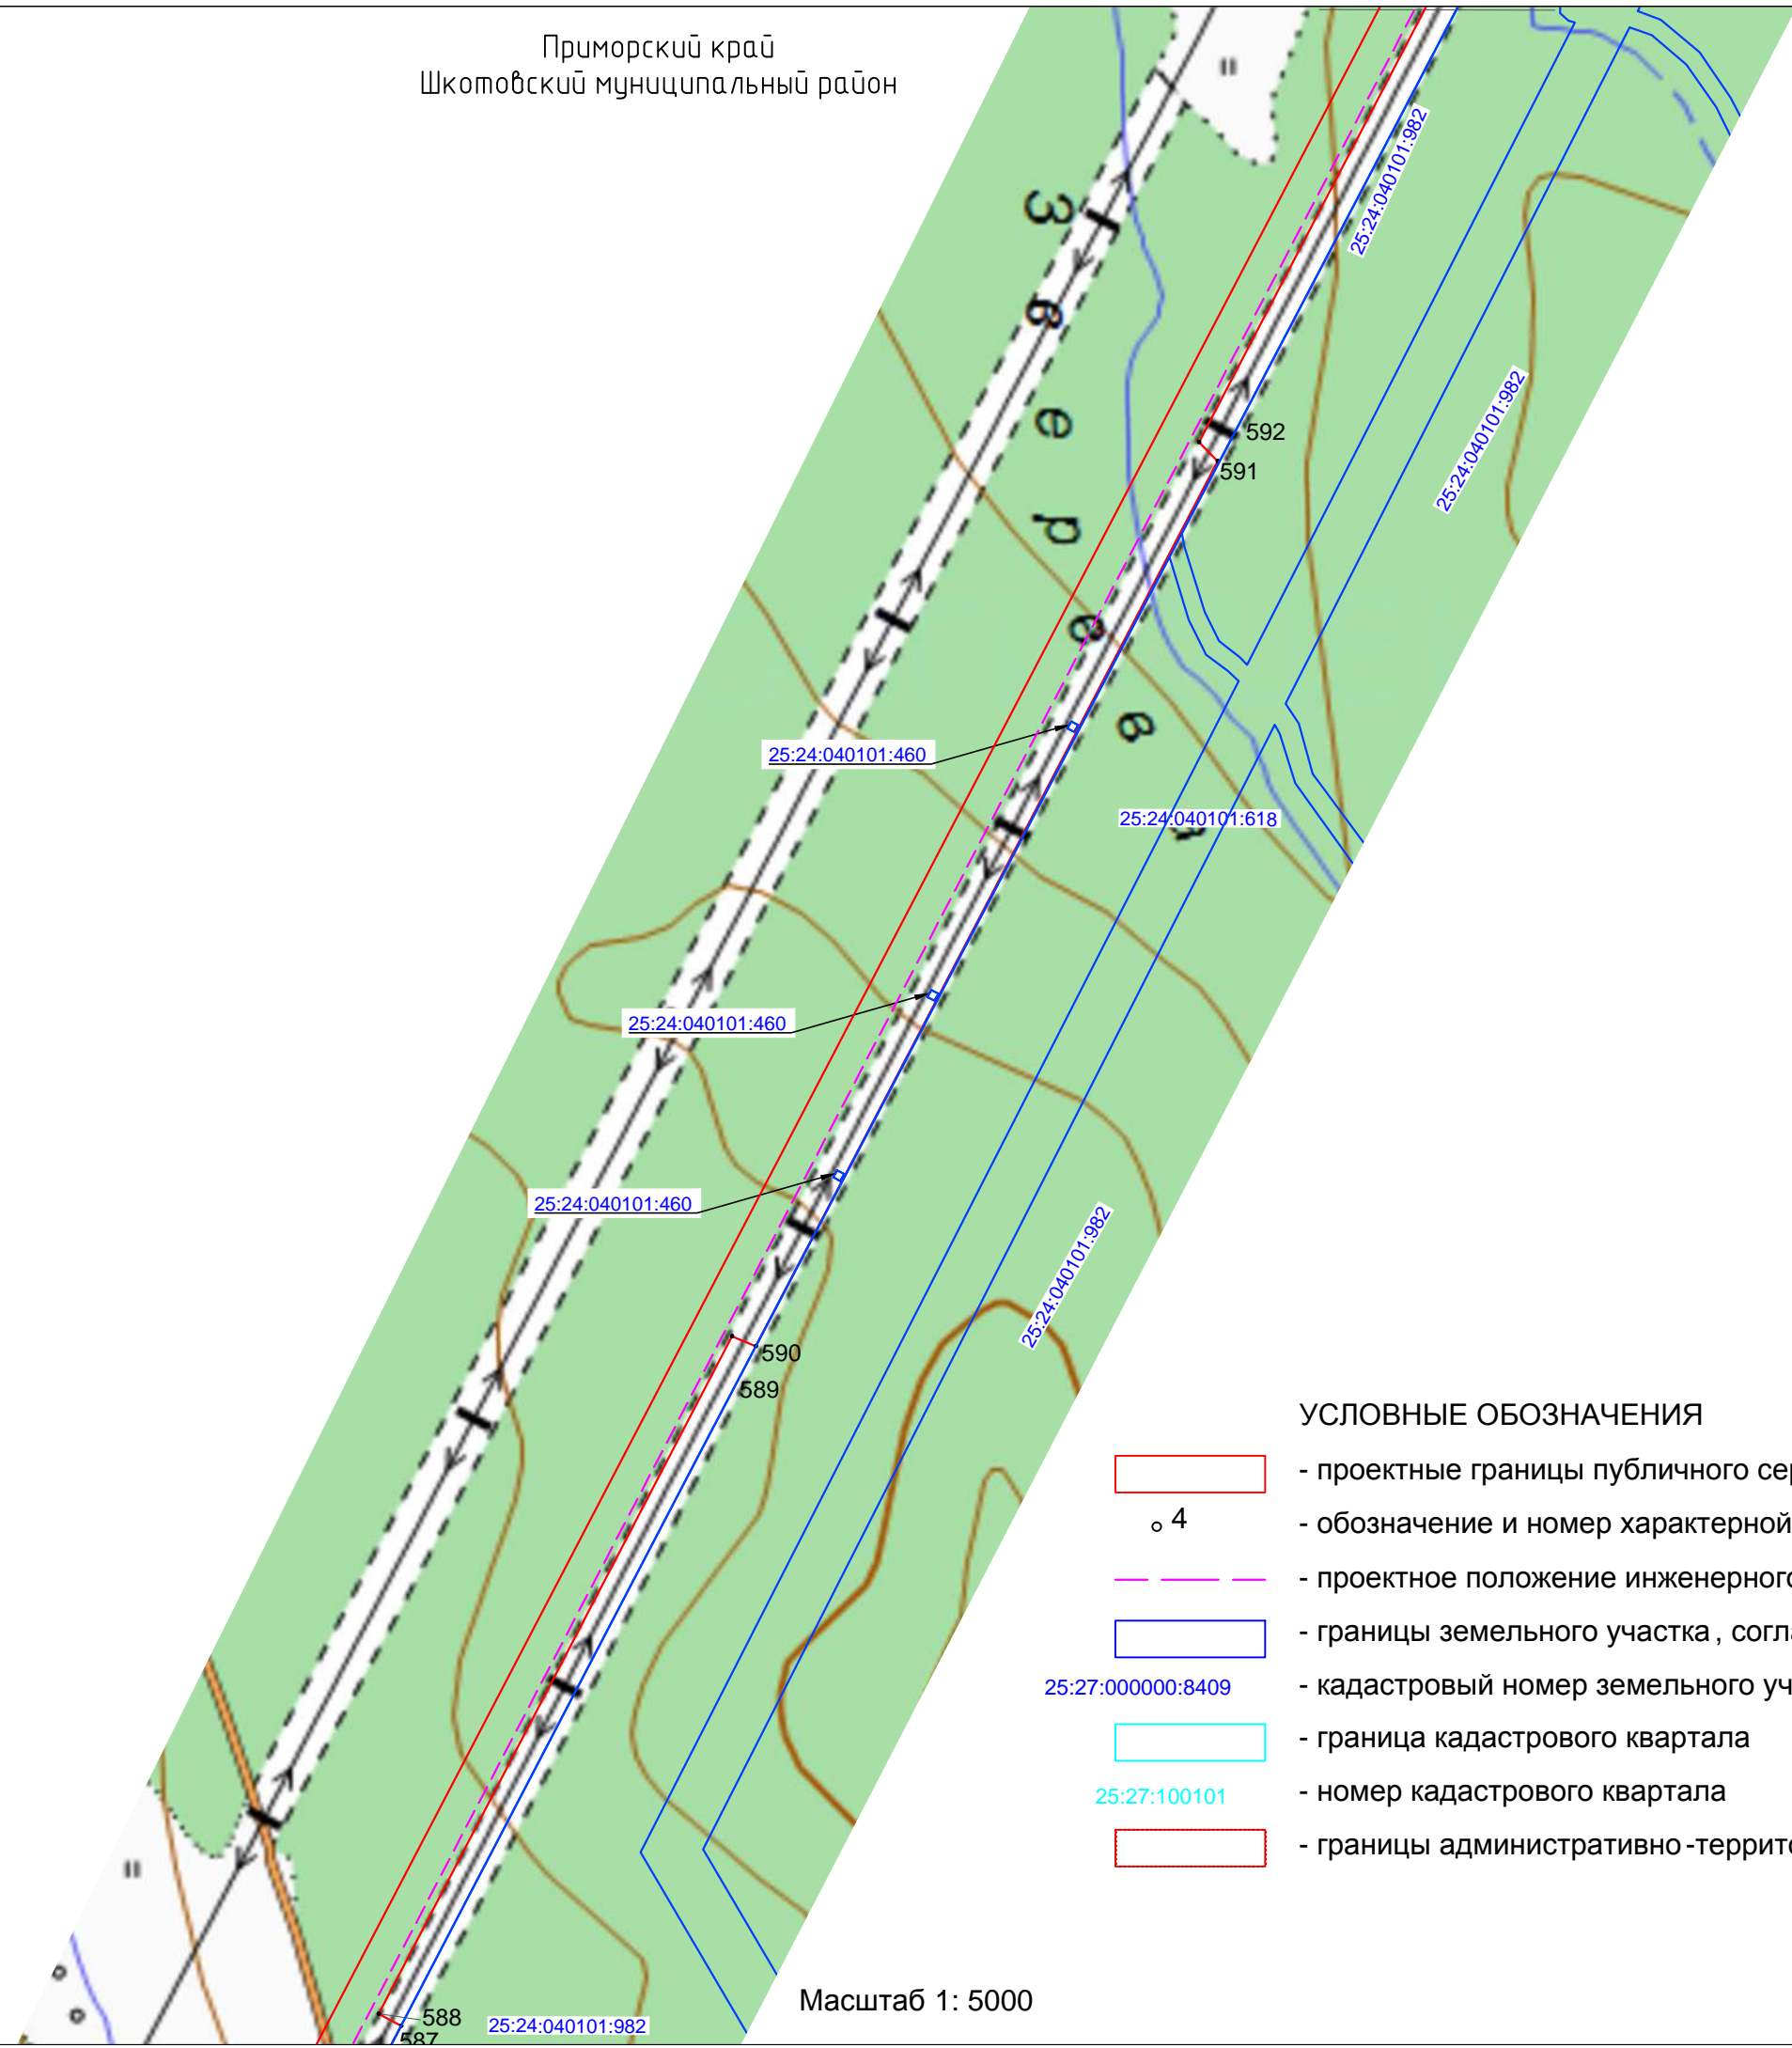 Приморский край
Шкотовский муниципальный район
З
в
е
р
е
в
а
25:24:040101:982
592
591
25:24:040101:982
25:24:040101:460
25:24:040101:618
25:24:040101:460
25:24:040101:460
25:24:040101:982
590
589
УСЛОВНЫЕ ОБОЗНАЧЕНИЯ
- проектные границы публичного се
4 - обозначение и номер характерной
- проектное положение инженерного
- границы земельного участка, согл
25:27:000000:8409 - кадастровый номер земельного уч
- граница кадастрового квартала
25:27:100101 - номер кадастрового квартала
- границы административно-террит
Масштаб 1: 5000
588
587
25:24:040101:982